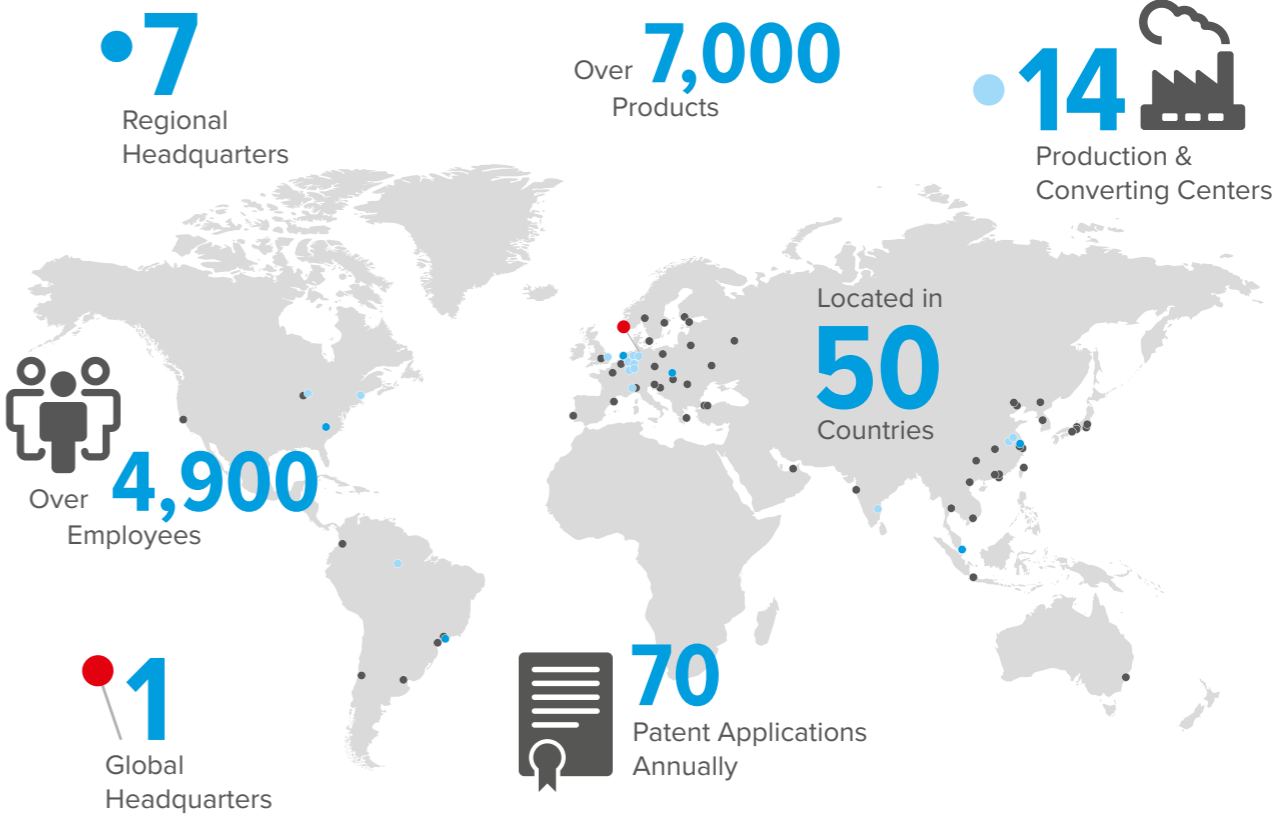 7
Regional
Headquarters
Over 7,000
Products
14
Production &
Converting Centers
Located in
50
Countries
Over 4,900
Employees
1
Global
Headquarters
70
Patent Applications
Annually